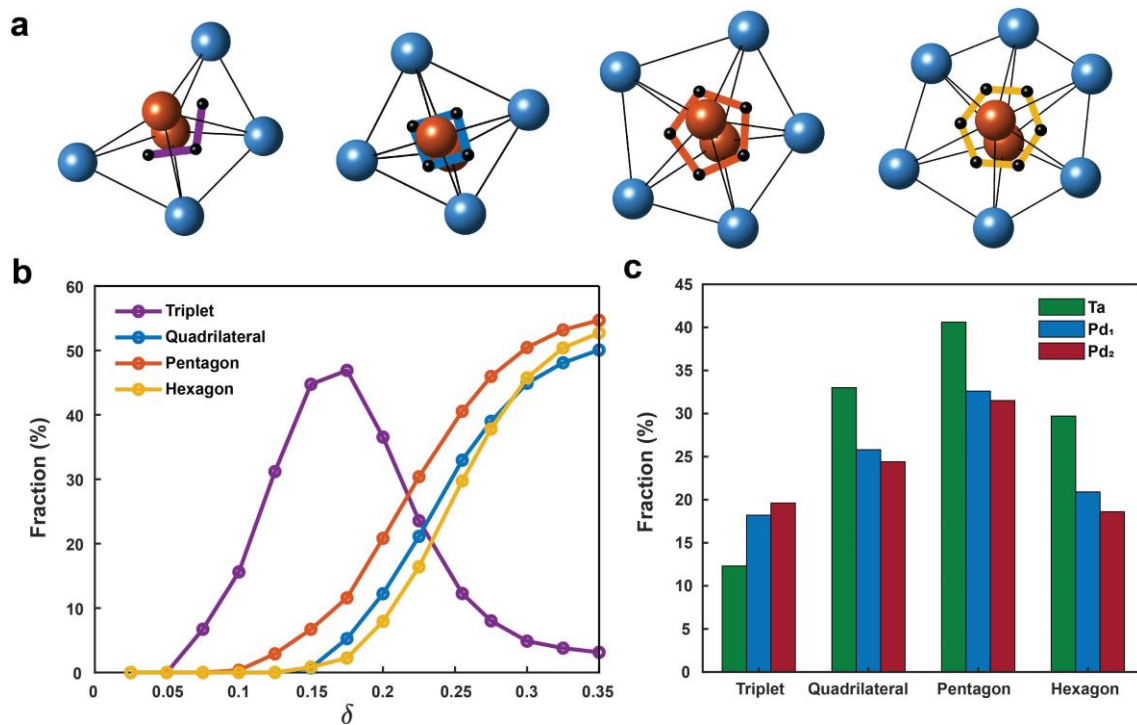 a
b
60
50
40
30
20
10
0
Fraction (%)
Triplet
Quadrilateral
Pentagon
Hexagon
0 0.05 0.1 0.15 0.2 0.25 0.3 0.35
δ
c
45
40
35
30
25
20
15
10
5
0
Fraction (%)
Ta
Pd₁
Pd₂
Triplet Quadrilateral Pentagon Hexagon